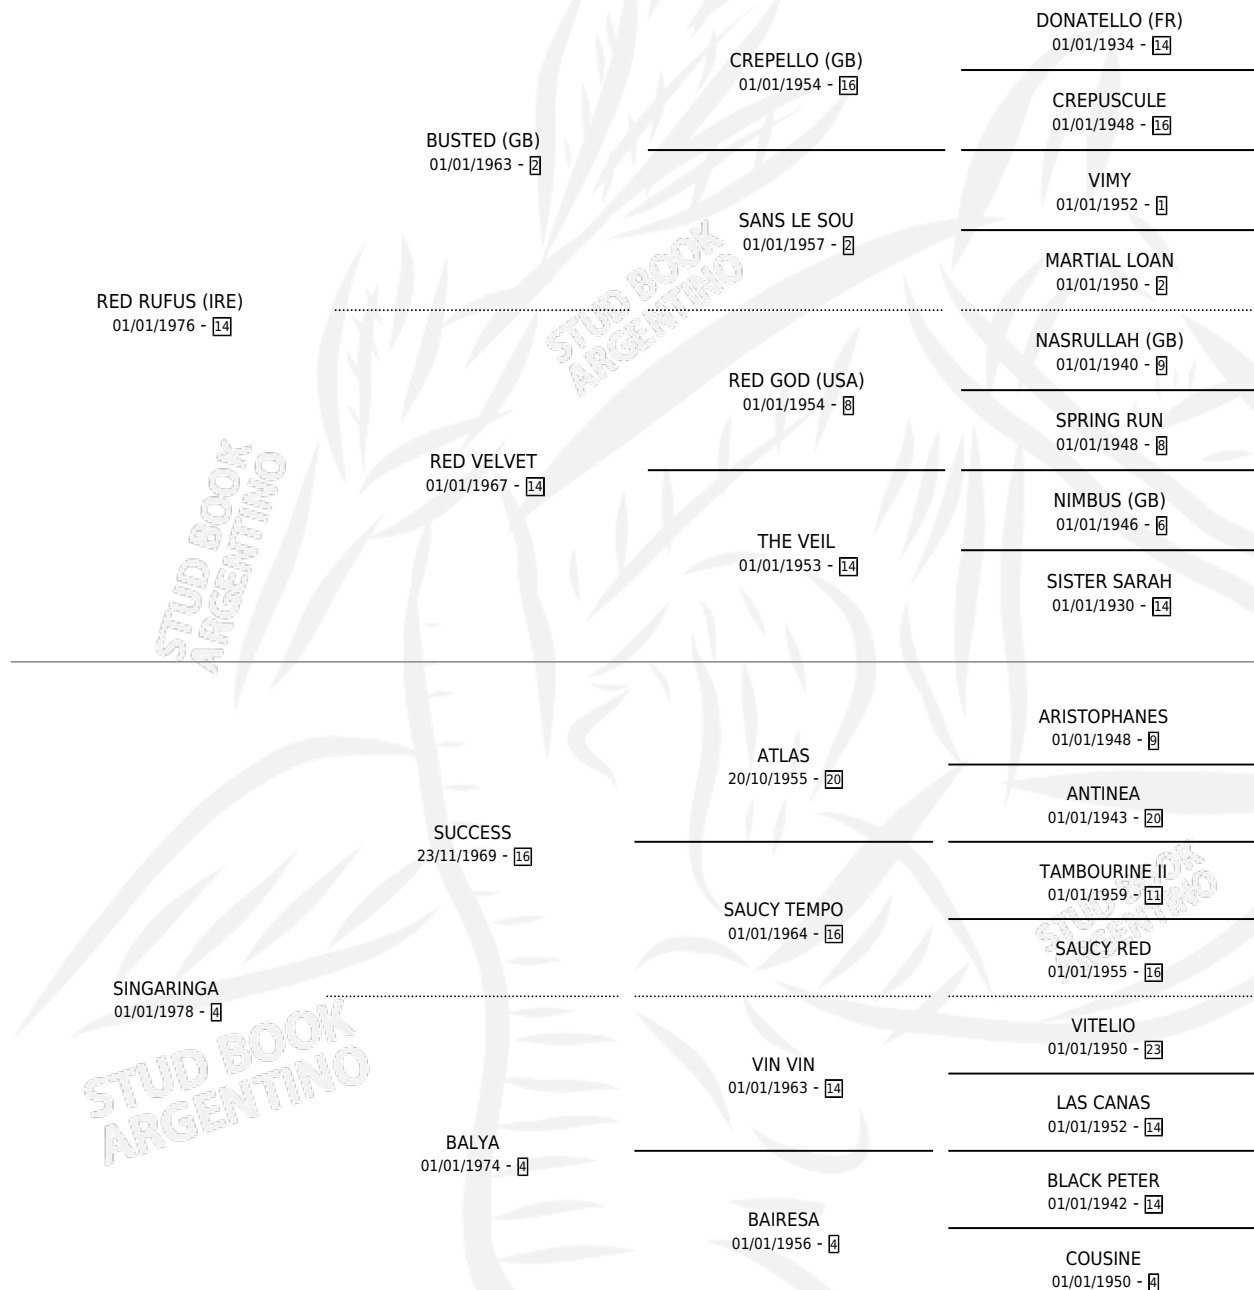 DONATELLO (FR)
01/01/1934 - 14
CREPELLO (GB)
01/01/1954 - 16
CREPUSCULE
01/01/1948 - 16
BUSTED (GB)
01/01/1963 - 2
VIMY
01/01/1952 - 1
SANS LE SOU
01/01/1957 - 2
MARTIAL LOAN
01/01/1950 - 2
RED RUFUS (IRE)
01/01/1976 - 14
STUD BOOK
ARGENTINO
NASRULLAH (GB)
01/01/1940 - 9
RED GOD (USA)
01/01/1954 - 8
SPRING RUN
01/01/1948 - 8
RED VELVET
01/01/1967 - 14
NIMBUS (GB)
01/01/1946 - 6
THE VEIL
01/01/1953 - 14
SISTER SARAH
01/01/1930 - 14
STUD BOOK
ARGENTINO
ARISTOPHANES
01/01/1948 - 9
ATLAS
20/10/1955 - 20
ANTINEA
01/01/1943 - 20
SUCCESS
23/11/1969 - 16
TAMBOURINE II
01/01/1959 - 11
STUD BOOK
ARGENTINO
SAUCY TEMPO
01/01/1964 - 16
SAUCY RED
01/01/1955 - 16
SINGARINGA
01/01/1978 - 4
STUD BOOK
ARGENTINO
VITELIO
01/01/1950 - 23
VIN VIN
01/01/1963 - 14
LAS CANAS
01/01/1952 - 14
BALYA
01/01/1974 - 4
BLACK PETER
01/01/1942 - 14
BAIRESA
01/01/1956 - 4
COUSINE
01/01/1950 - 4